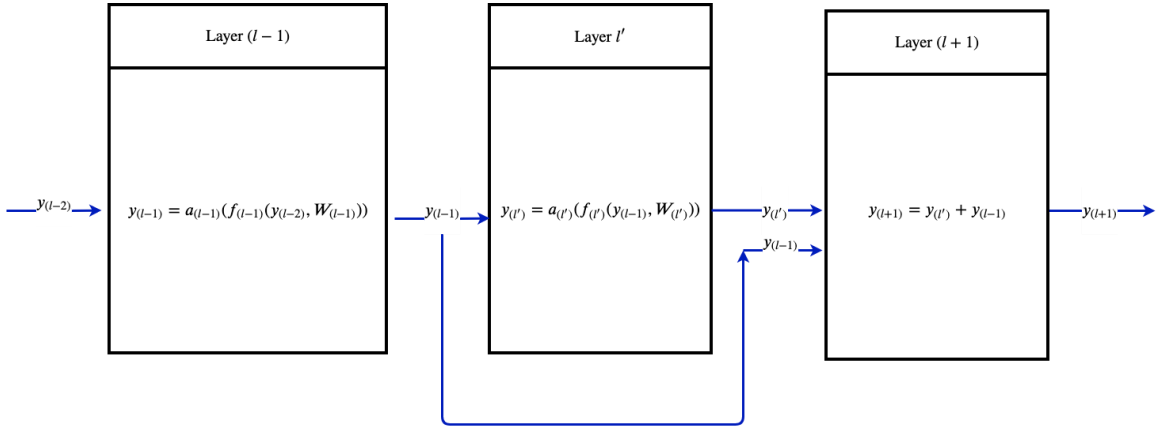 Layer (l − 1)
Layer l′
Layer (l + 1)
y(l−2)
y(l−1) = a(l−1)(f(l−1)(y(l−2), W(l−1)))
y(l−1)
y(l′) = a(l′)(f(l′)(y(l−1), W(l′)))
y(l′)
y(l−1)
y(l+1) = y(l′) + y(l−1)
y(l+1)